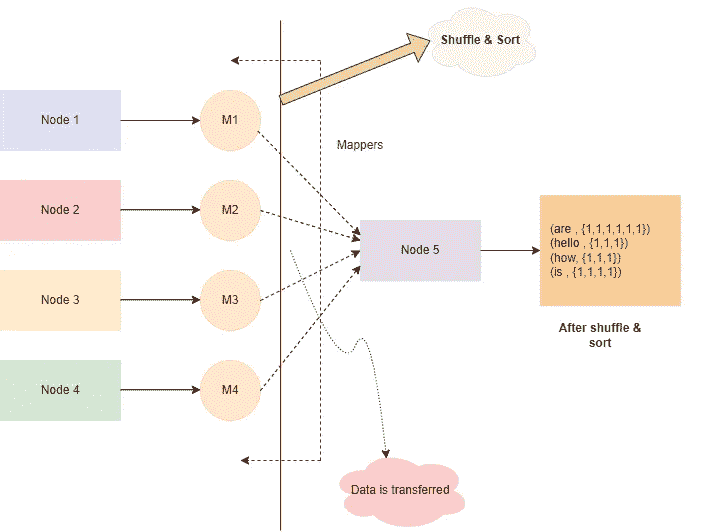 Shuffle & Sort
Node 1
M1
Mappers
Node 2
M2
Node 5
(are , {1,1,1,1,1,1})
(hello , {1,1,1})
(how, {1,1,1})
(is , {1,1,1,1})
Node 3
M3
After shuffle &
sort
Node 4
M4
Data is transferred